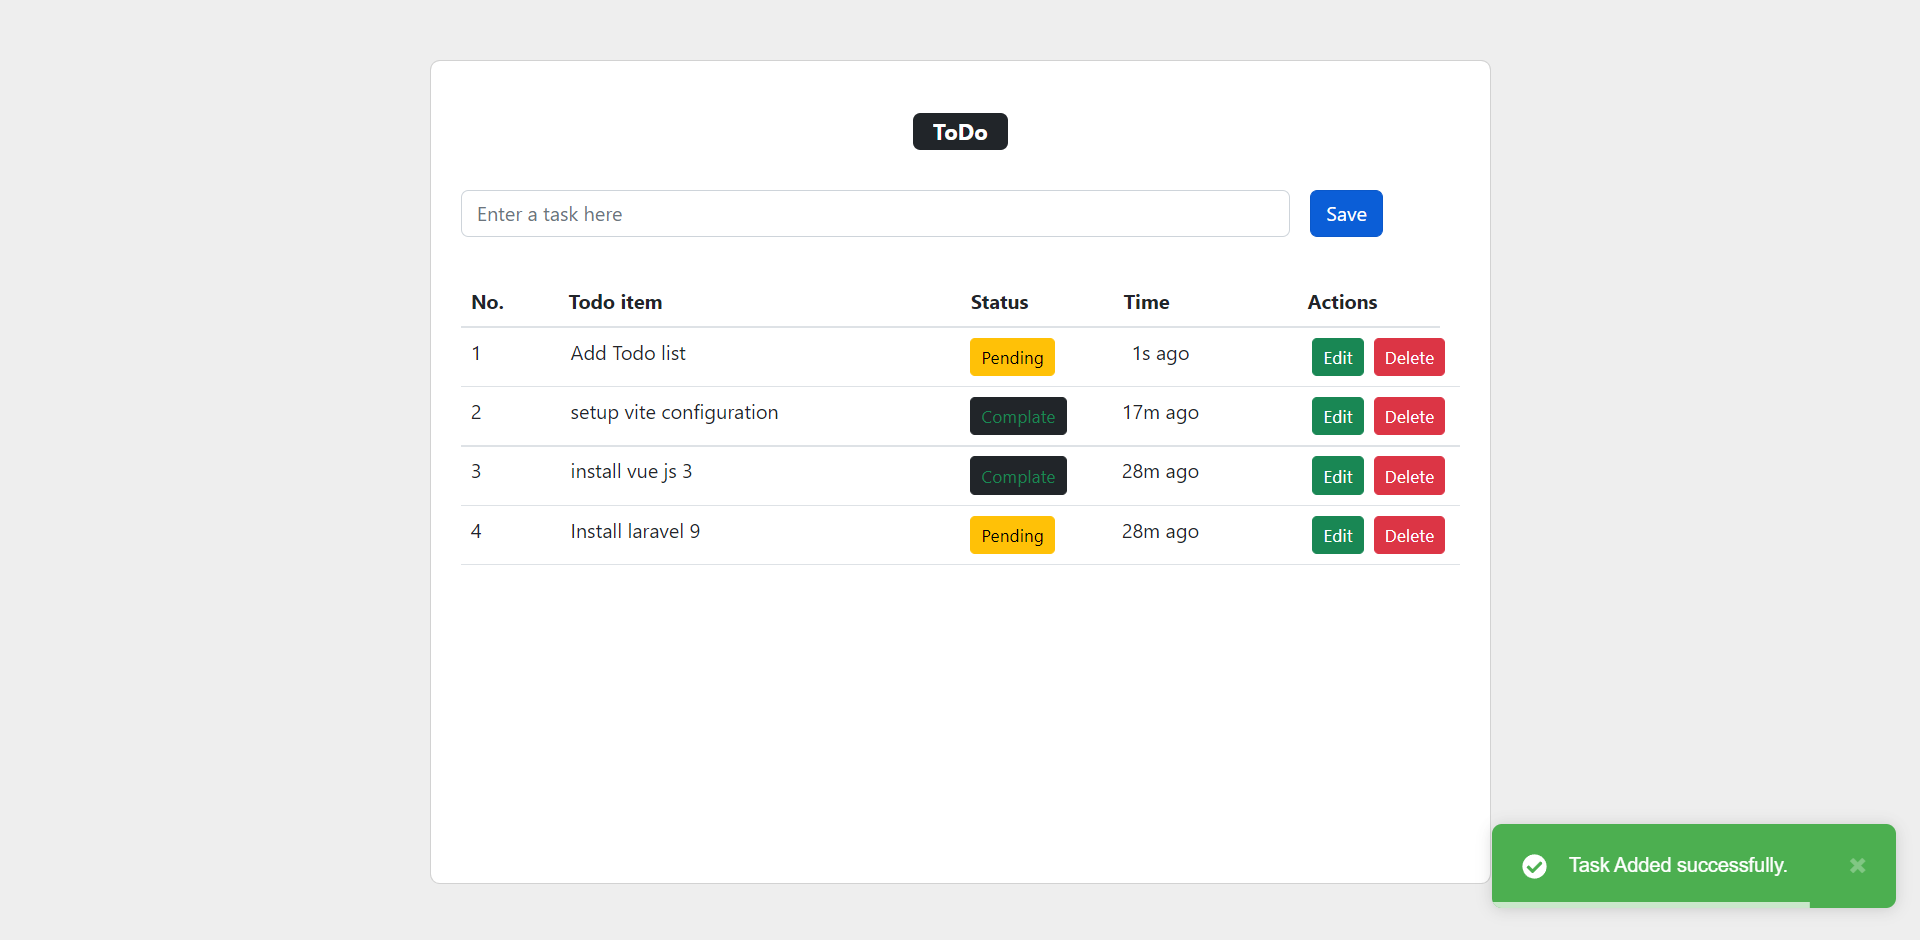 ToDo
Enter a task here Save
No. Todo item Status Time Actions
1 Add Todo list Pending 1s ago Edit Delete
2 setup vite configuration Complate 17m ago Edit Delete
3 install vue js 3 Complate 28m ago Edit Delete
4 Install laravel 9 Pending 28m ago Edit Delete
Task Added successfully.